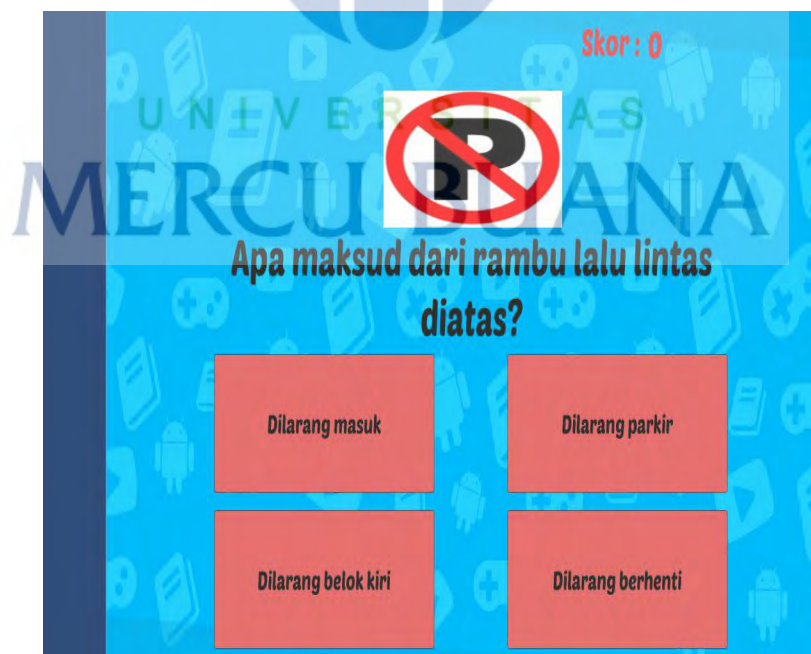 Skor : 0
UNIVERSITAS
P
MERCU BUANA
Apa maksud dari rambu lalu lintas
diatas?
Dilarang masuk
Dilarang parkir
Dilarang belok kiri
Dilarang berhenti